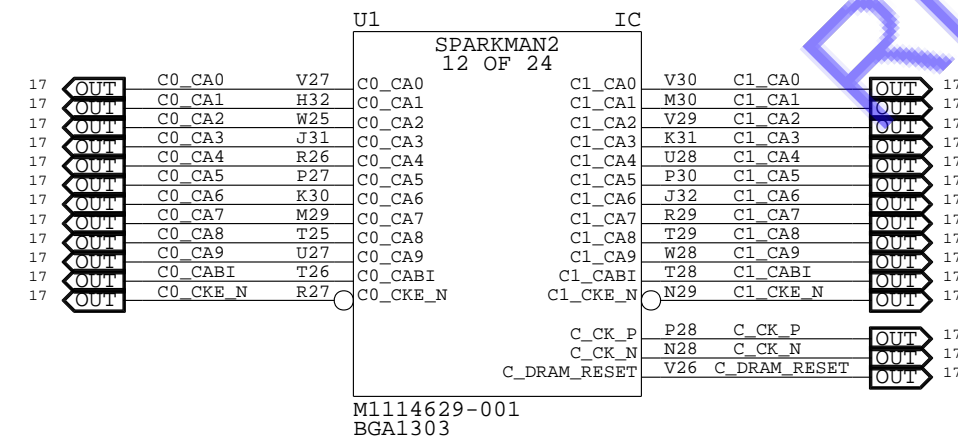 U1 IC
SPARKMAN2
12 OF 24
17 OUT C0_CA0 V27 C0_CA0 C1_CA0 V30 C1_CA0 OUT 17
17 OUT C0_CA1 H32 C0_CA1 C1_CA1 M30 C1_CA1 OUT 17
17 OUT C0_CA2 W25 C0_CA2 C1_CA2 V29 C1_CA2 OUT 17
17 OUT C0_CA3 J31 C0_CA3 C1_CA3 K31 C1_CA3 OUT 17
17 OUT C0_CA4 R26 C0_CA4 C1_CA4 U28 C1_CA4 OUT 17
17 OUT C0_CA5 P27 C0_CA5 C1_CA5 P30 C1_CA5 OUT 17
17 OUT C0_CA6 K30 C0_CA6 C1_CA6 J32 C1_CA6 OUT 17
17 OUT C0_CA7 M29 C0_CA7 C1_CA7 R29 C1_CA7 OUT 17
17 OUT C0_CA8 T25 C0_CA8 C1_CA8 T29 C1_CA8 OUT 17
17 OUT C0_CA9 U27 C0_CA9 C1_CA9 W28 C1_CA9 OUT 17
17 OUT C0_CABI T26 C0_CABI C1_CABI T28 C1_CABI OUT 17
17 OUT C0_CKE_N R27 C0_CKE_N C1_CKE_N N29 C1_CKE_N OUT 17
C_CK_P P28 C_CK_P OUT 17
C_CK_N N28 C_CK_N OUT 17
C_DRAM_RESET V26 C_DRAM_RESET OUT 17
M1114629-001
BGA1303